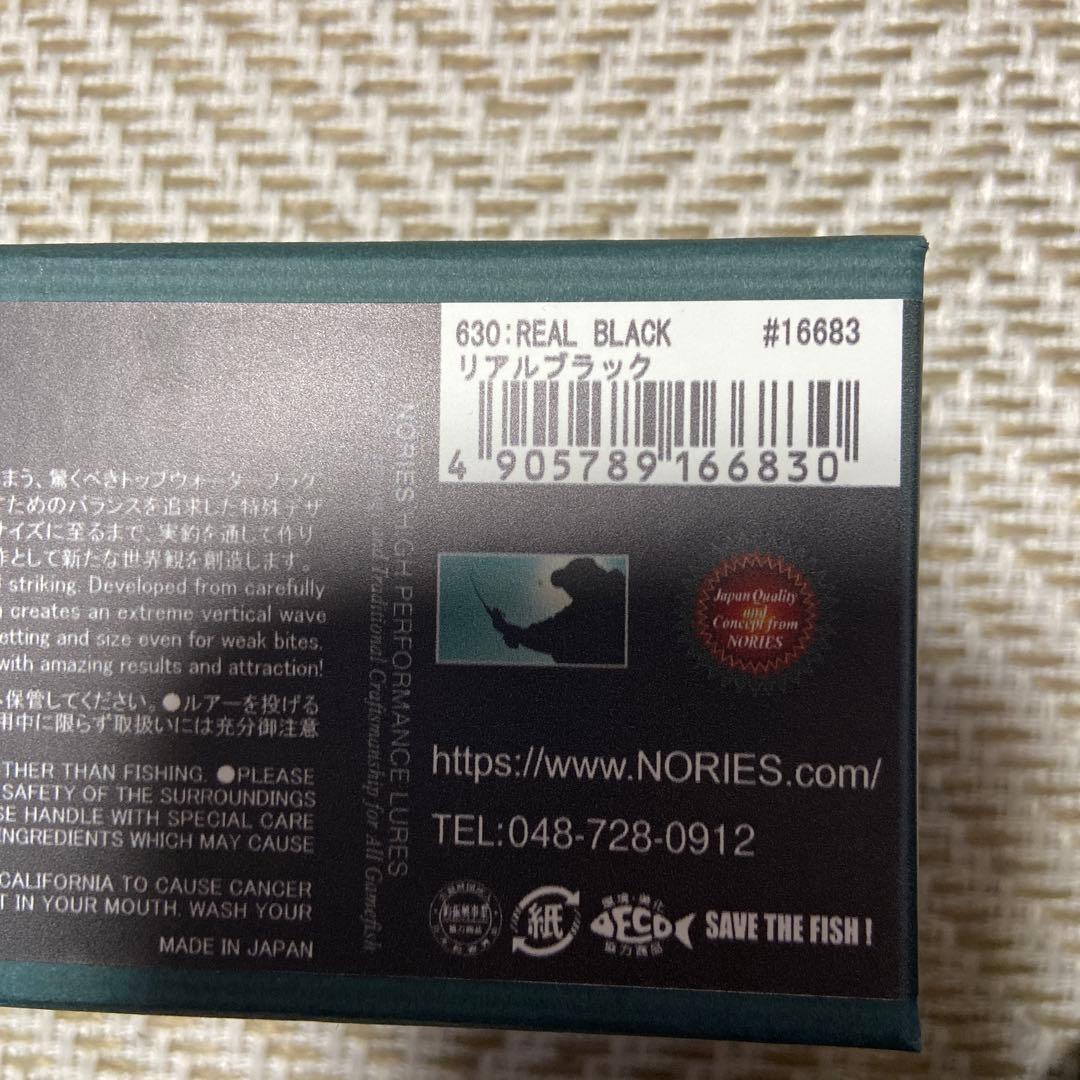 630:REAL BLACK #16683
リアルブラック
4 905789 166830
まう、驚くべきトップウォーター
ためのバランスを追求した特殊デザ
イズに至るまで、実釣を通して作り
として新たな世界観を創造します。
striking. Developed from carefully
creates an extreme vertical wave
etting and size even for weak bites.
with amazing results and attraction!
保管してください。●ルアーを投げる
用中に限らず取扱いには充分御注意
THER THAN FISHING. ●PLEASE
SAFETY OF THE SURROUNDINGS
SE HANDLE WITH SPECIAL CARE
INGREDIENTS WHICH MAY CAUSE
CALIFORNIA TO CAUSE CANCER
T IN YOUR MOUTH. WASH YOUR
MADE IN JAPAN
NORIES HIGH PERFORMANCE LURES
and Traditional Craftsmanship for All Gamefish
Japan Quality
and
Concept from
NORIES
https://www.NORIES.com/
TEL:048-728-0912
紙
環境・美化
ECO
協力商品
SAVE THE FISH!